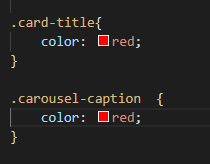 .card-title{
    color: red;
}

.carousel-caption  {
    color: red;
}